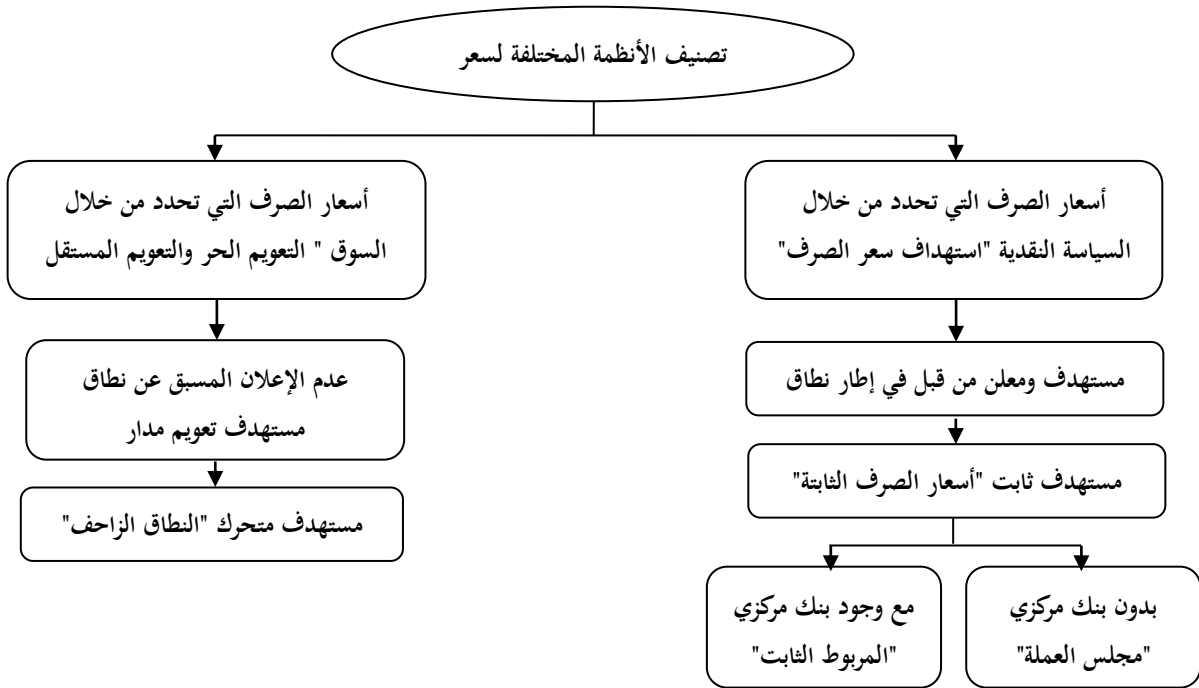 تصنيف الأنظمة المختلفة لسعر
أسعار الصرف التي تحدد من خلال
السياسة النقدية "استهداف سعر الصرف"
أسعار الصرف التي تحدد من خلال
السوق " التعويم الحر والتعويم المستقل
مستهدف ومعلن من قبل في إطار نطاق
عدم الإعلان المسبق عن نطاق
مستهدف تعويم مدار
مستهدف ثابت "أسعار الصرف الثابتة"
مستهدف متحرك "النطاق الزاحف"
بدون بنك مركزي
"مجلس العملة"
مع وجود بنك مركزي
"المربوط الثابت"